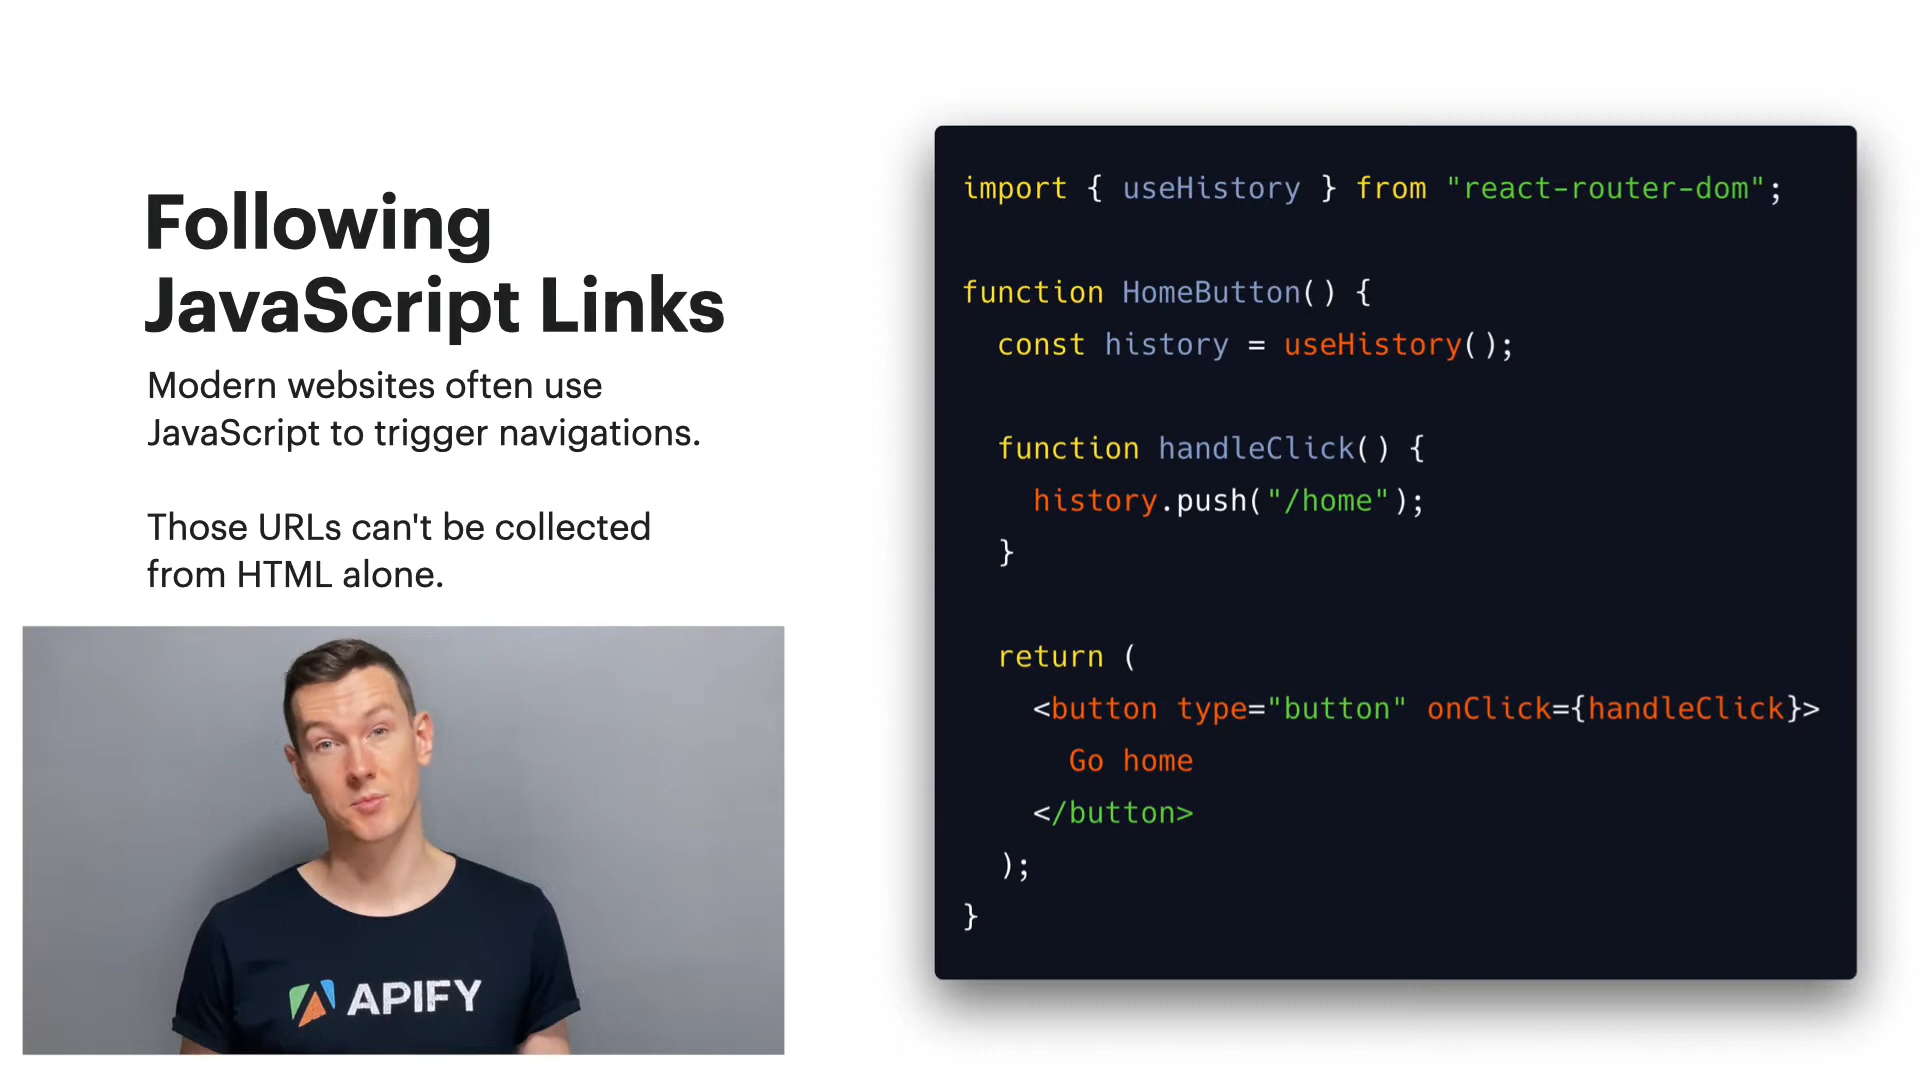 Following
JavaScript Links
Modern websites often use
JavaScript to trigger navigations.
Those URLs can't be collected
from HTML alone.
APIFY
import { useHistory } from "react-router-dom";
function HomeButton() {
const history = useHistory();
function handleClick() {
history.push("/home");
}
return (
<button type="button" onClick={handleClick}>
Go home
</button>
);
}